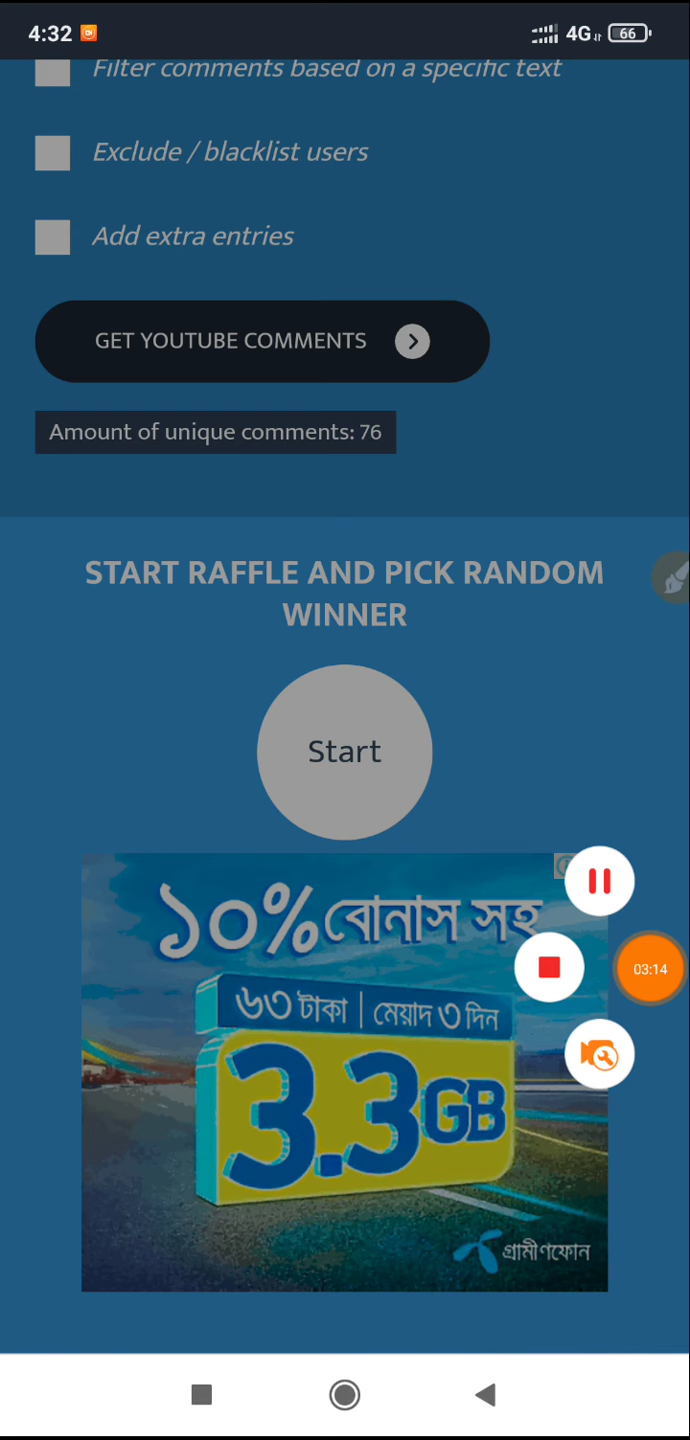 4:32 4G 66
Filter comments based on a specific text
Exclude / blacklist users
Add extra entries
GET YOUTUBE COMMENTS
Amount of unique comments: 76
START RAFFLE AND PICK RANDOM
WINNER
Start
১০% বোনাস সহ
৬৩ টাকা | মেয়াদ ৩ দিন
3.3GB
03:14
গ্রামীণফোন